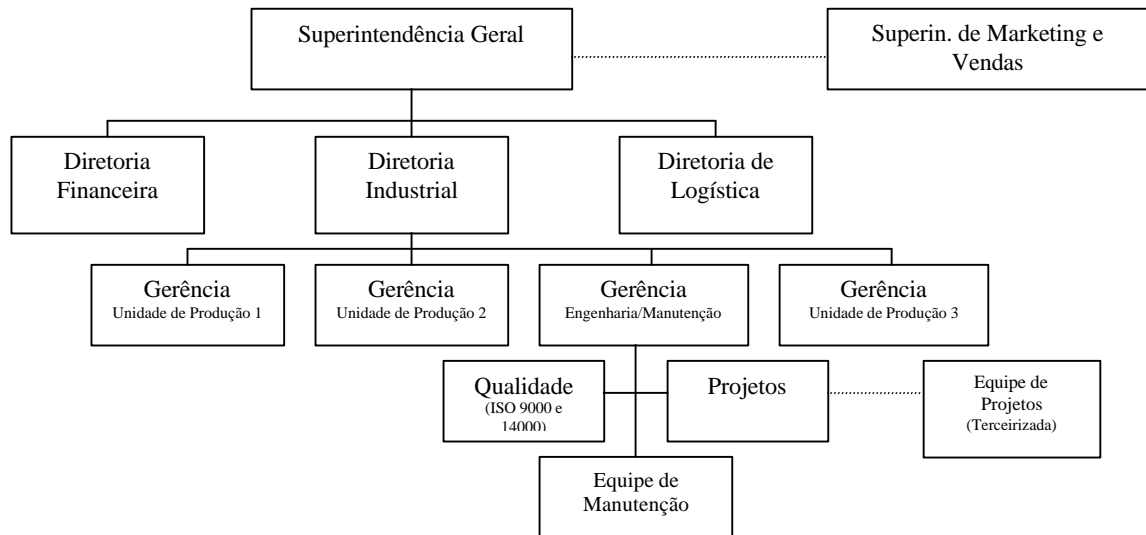 Superintendência Geral
Superin. de Marketing e
Vendas
Diretoria
Financeira
Diretoria
Industrial
Diretoria de
Logística
Gerência
Unidade de Produção 1
Gerência
Unidade de Produção 2
Gerência
Engenharia/Manutenção
Gerência
Unidade de Produção 3
Qualidade
(ISO 9000 e
14000)
Projetos
Equipe de
Projetos
(Terceirizada)
Equipe de
Manutenção